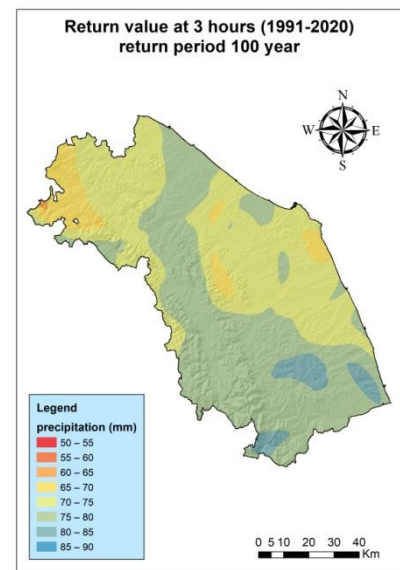 Return value at 3 hours (1991-2020)
return period 100 year
N
W E
S
Legend
precipitation (mm)
50 – 55
55 – 60
60 – 65
65 – 70
70 – 75
75 – 80
80 – 85
85 – 90
0 5 10 20 30 40
Km